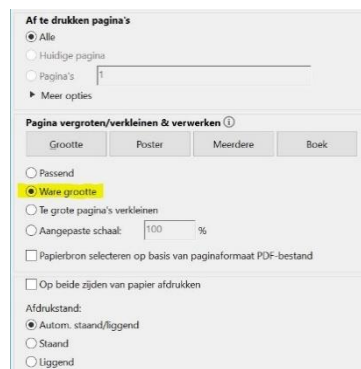 Af te drukken pagina's
Alle
Huidige pagina
Pagina's 1
Meer opties
Pagina vergroten/verkleinen & verwerken
Grootte Poster Meerdere Boek
Passend
Ware grootte
Te grote pagina's verkleinen
Aangepaste schaal: 100 %
Papierbron selecteren op basis van paginaformaat PDF-bestand
Op beide zijden van papier afdrukken
Afdrukstand:
Autom. staand/liggend
Staand
Liggend